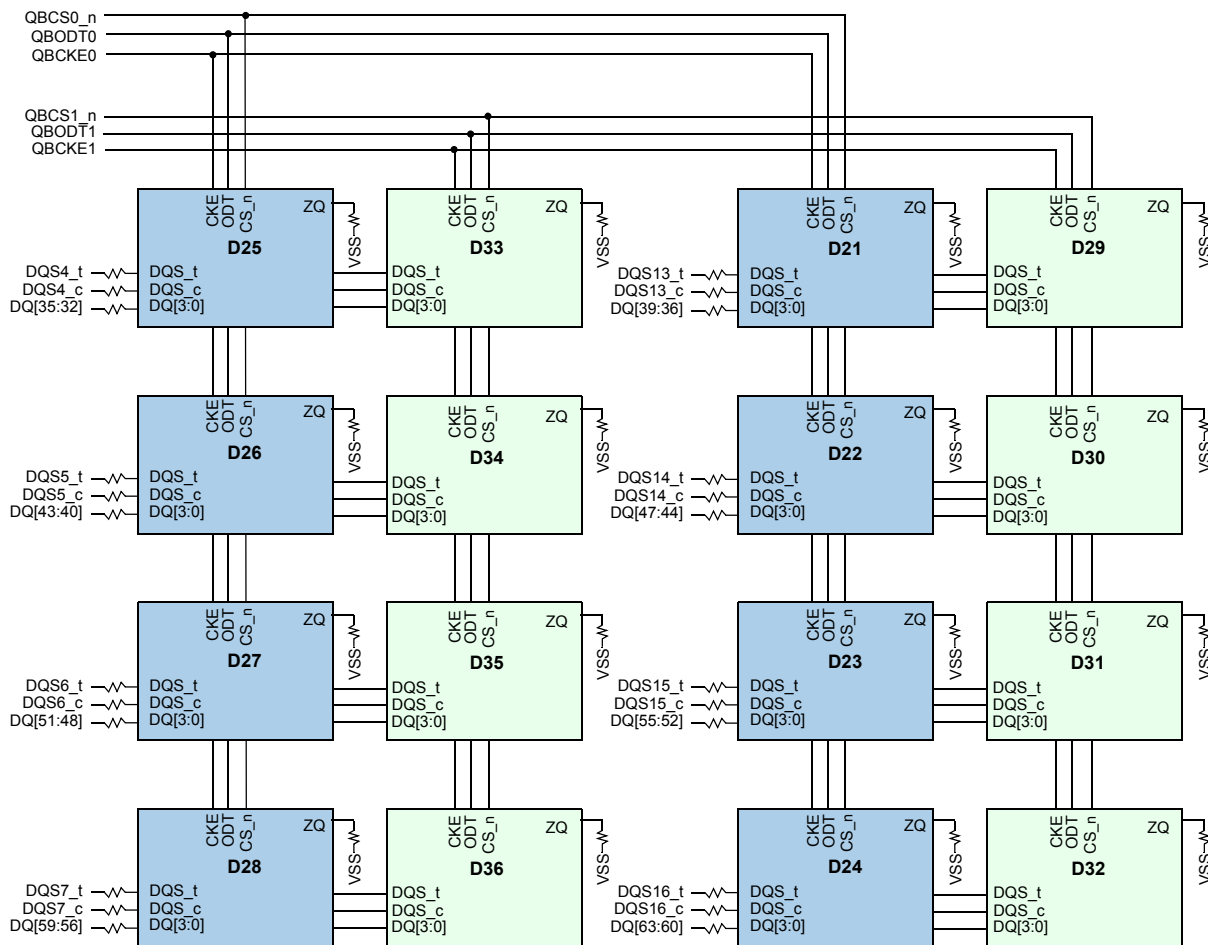 QBCS0_n
QBODT0
QBCKE0
QBCS1_n
QBODT1
QBCKE1
CKE ODT CS_n ZQ VSS
D25
DQS4_t DQS_t
DQS4_c DQS_c
DQ[35:32] DQ[3:0]
CKE ODT CS_n ZQ VSS
D33
DQS_t
DQS_c
DQ[3:0]
CKE ODT CS_n ZQ VSS
D21
DQS13_t DQS_t
DQS13_c DQS_c
DQ[39:36] DQ[3:0]
CKE ODT CS_n ZQ VSS
D29
DQS_t
DQS_c
DQ[3:0]
CKE ODT CS_n ZQ VSS
D26
DQS5_t DQS_t
DQS5_c DQS_c
DQ[43:40] DQ[3:0]
CKE ODT CS_n ZQ VSS
D34
DQS_t
DQS_c
DQ[3:0]
CKE ODT CS_n ZQ VSS
D22
DQS14_t DQS_t
DQS14_c DQS_c
DQ[47:44] DQ[3:0]
CKE ODT CS_n ZQ VSS
D30
DQS_t
DQS_c
DQ[3:0]
CKE ODT CS_n ZQ VSS
D27
DQS6_t DQS_t
DQS6_c DQS_c
DQ[51:48] DQ[3:0]
CKE ODT CS_n ZQ VSS
D35
DQS_t
DQS_c
DQ[3:0]
CKE ODT CS_n ZQ VSS
D23
DQS15_t DQS_t
DQS15_c DQS_c
DQ[55:52] DQ[3:0]
CKE ODT CS_n ZQ VSS
D31
DQS_t
DQS_c
DQ[3:0]
CKE ODT CS_n ZQ VSS
D28
DQS7_t DQS_t
DQS7_c DQS_c
DQ[59:56] DQ[3:0]
CKE ODT CS_n ZQ VSS
D36
DQS_t
DQS_c
DQ[3:0]
CKE ODT CS_n ZQ VSS
D24
DQS16_t DQS_t
DQS16_c DQS_c
DQ[63:60] DQ[3:0]
CKE ODT CS_n ZQ VSS
D32
DQS_t
DQS_c
DQ[3:0]